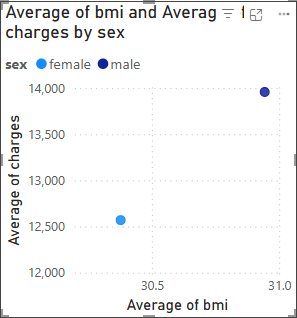 Average of bmi and Averag
charges by sex
sex female male
14,000
13,500
13,000
12,500
12,000
Average of charges
30.5 31.0
Average of bmi